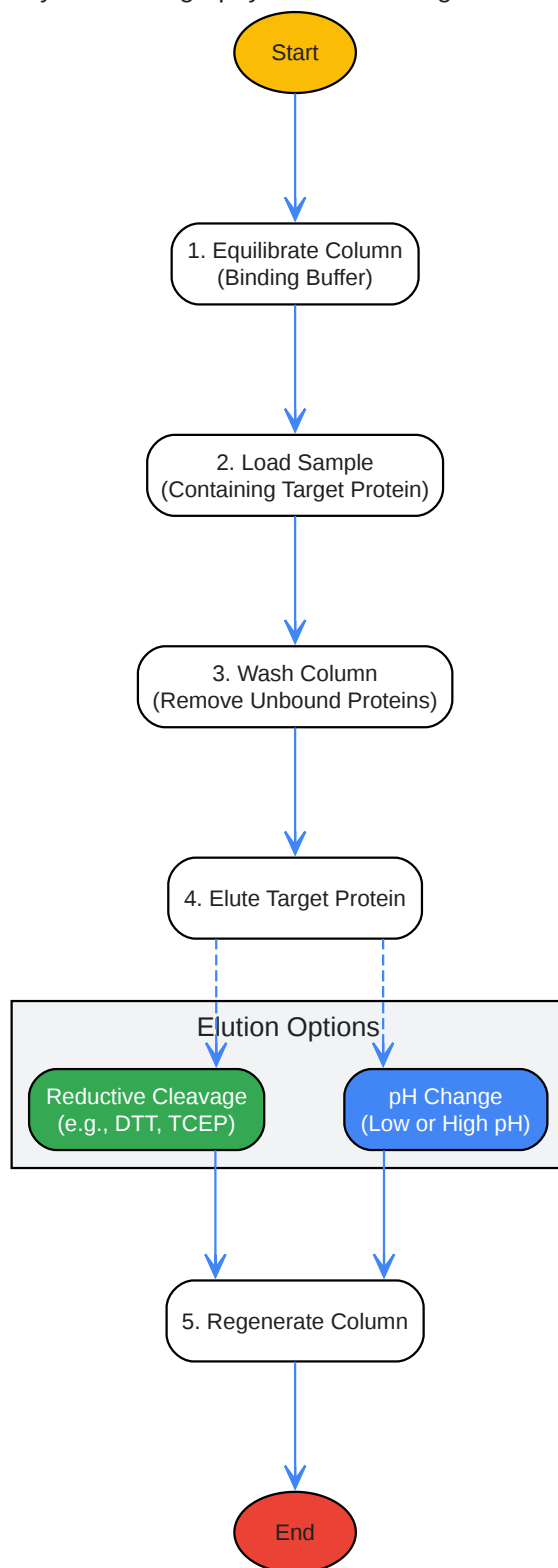 Start
1. Equilibrate Column
(Binding Buffer)
2. Load Sample
(Containing Target Protein)
3. Wash Column
(Remove Unbound Proteins)
4. Elute Target Protein
Elution Options
Reductive Cleavage
(e.g., DTT, TCEP)
pH Change
(Low or High pH)
5. Regenerate Column
End